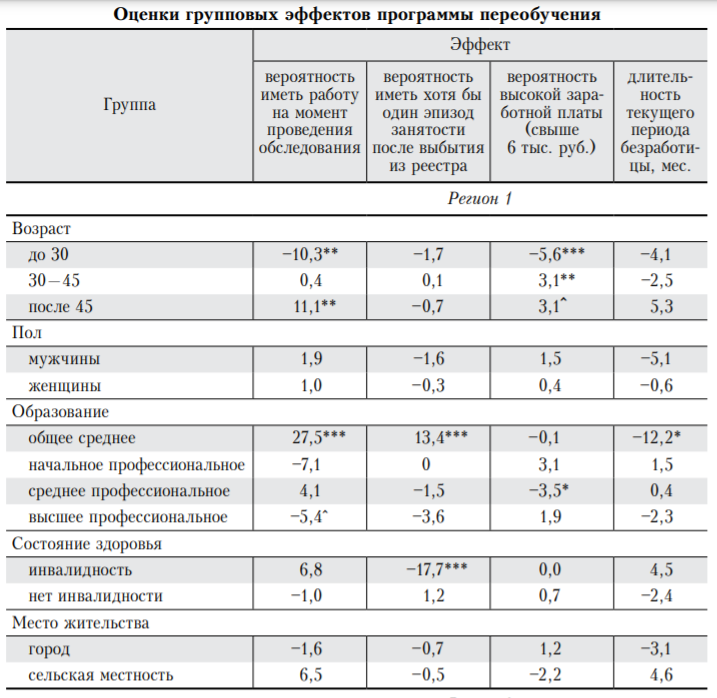 Оценки групповых эффектов программы переобучения
Группа
Эффект
вероятность
иметь работу
на момент
проведения
обследования
вероятность
иметь хотя бы
один эпизод
занятости
после выбытия
из реестра
вероятность
высокой зара-
ботной платы
(свыше
6 тыс. руб.)
длитель-
ность
текущего
периода
безработи-
цы, мес.
Регион 1
Возраст
до 30 −10,3** −1,7 −5,6*** −4,1
30—45 0,4 0,1 3,1** −2,5
после 45 11,1** −0,7 3,1^ 5,3
Пол
мужчины 1,9 −1,6 1,5 −5,1
женщины 1,0 −0,3 0,4 −0,6
Образование
общее среднее 27,5*** 13,4*** −0,1 −12,2*
начальное профессиональное −7,1 0 3,1 1,5
среднее профессиональное 4,1 −1,5 −3,5* 0,4
высшее профессиональное −5,4^ −3,6 1,9 −2,3
Состояние здоровья
инвалидность 6,8 −17,7*** 0,0 4,5
нет инвалидности −1,0 1,2 0,7 −2,4
Место жительства
город −1,6 −0,7 1,2 −3,1
сельская местность 6,5 −0,5 −2,2 4,6